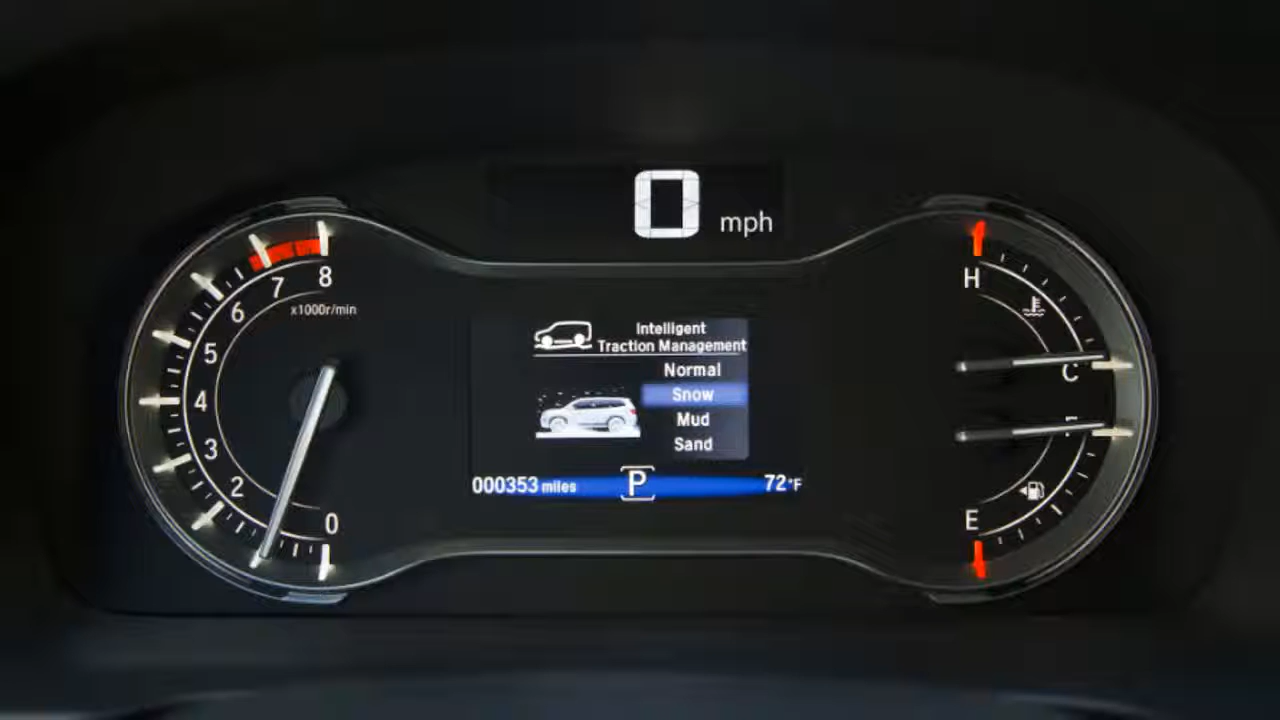 0 mph
8
7
6
5
4
3
2
0
x1000r/min
Intelligent
Traction Management
Normal
Snow
Mud
Sand
000353 miles
P
72°F
H
C
E